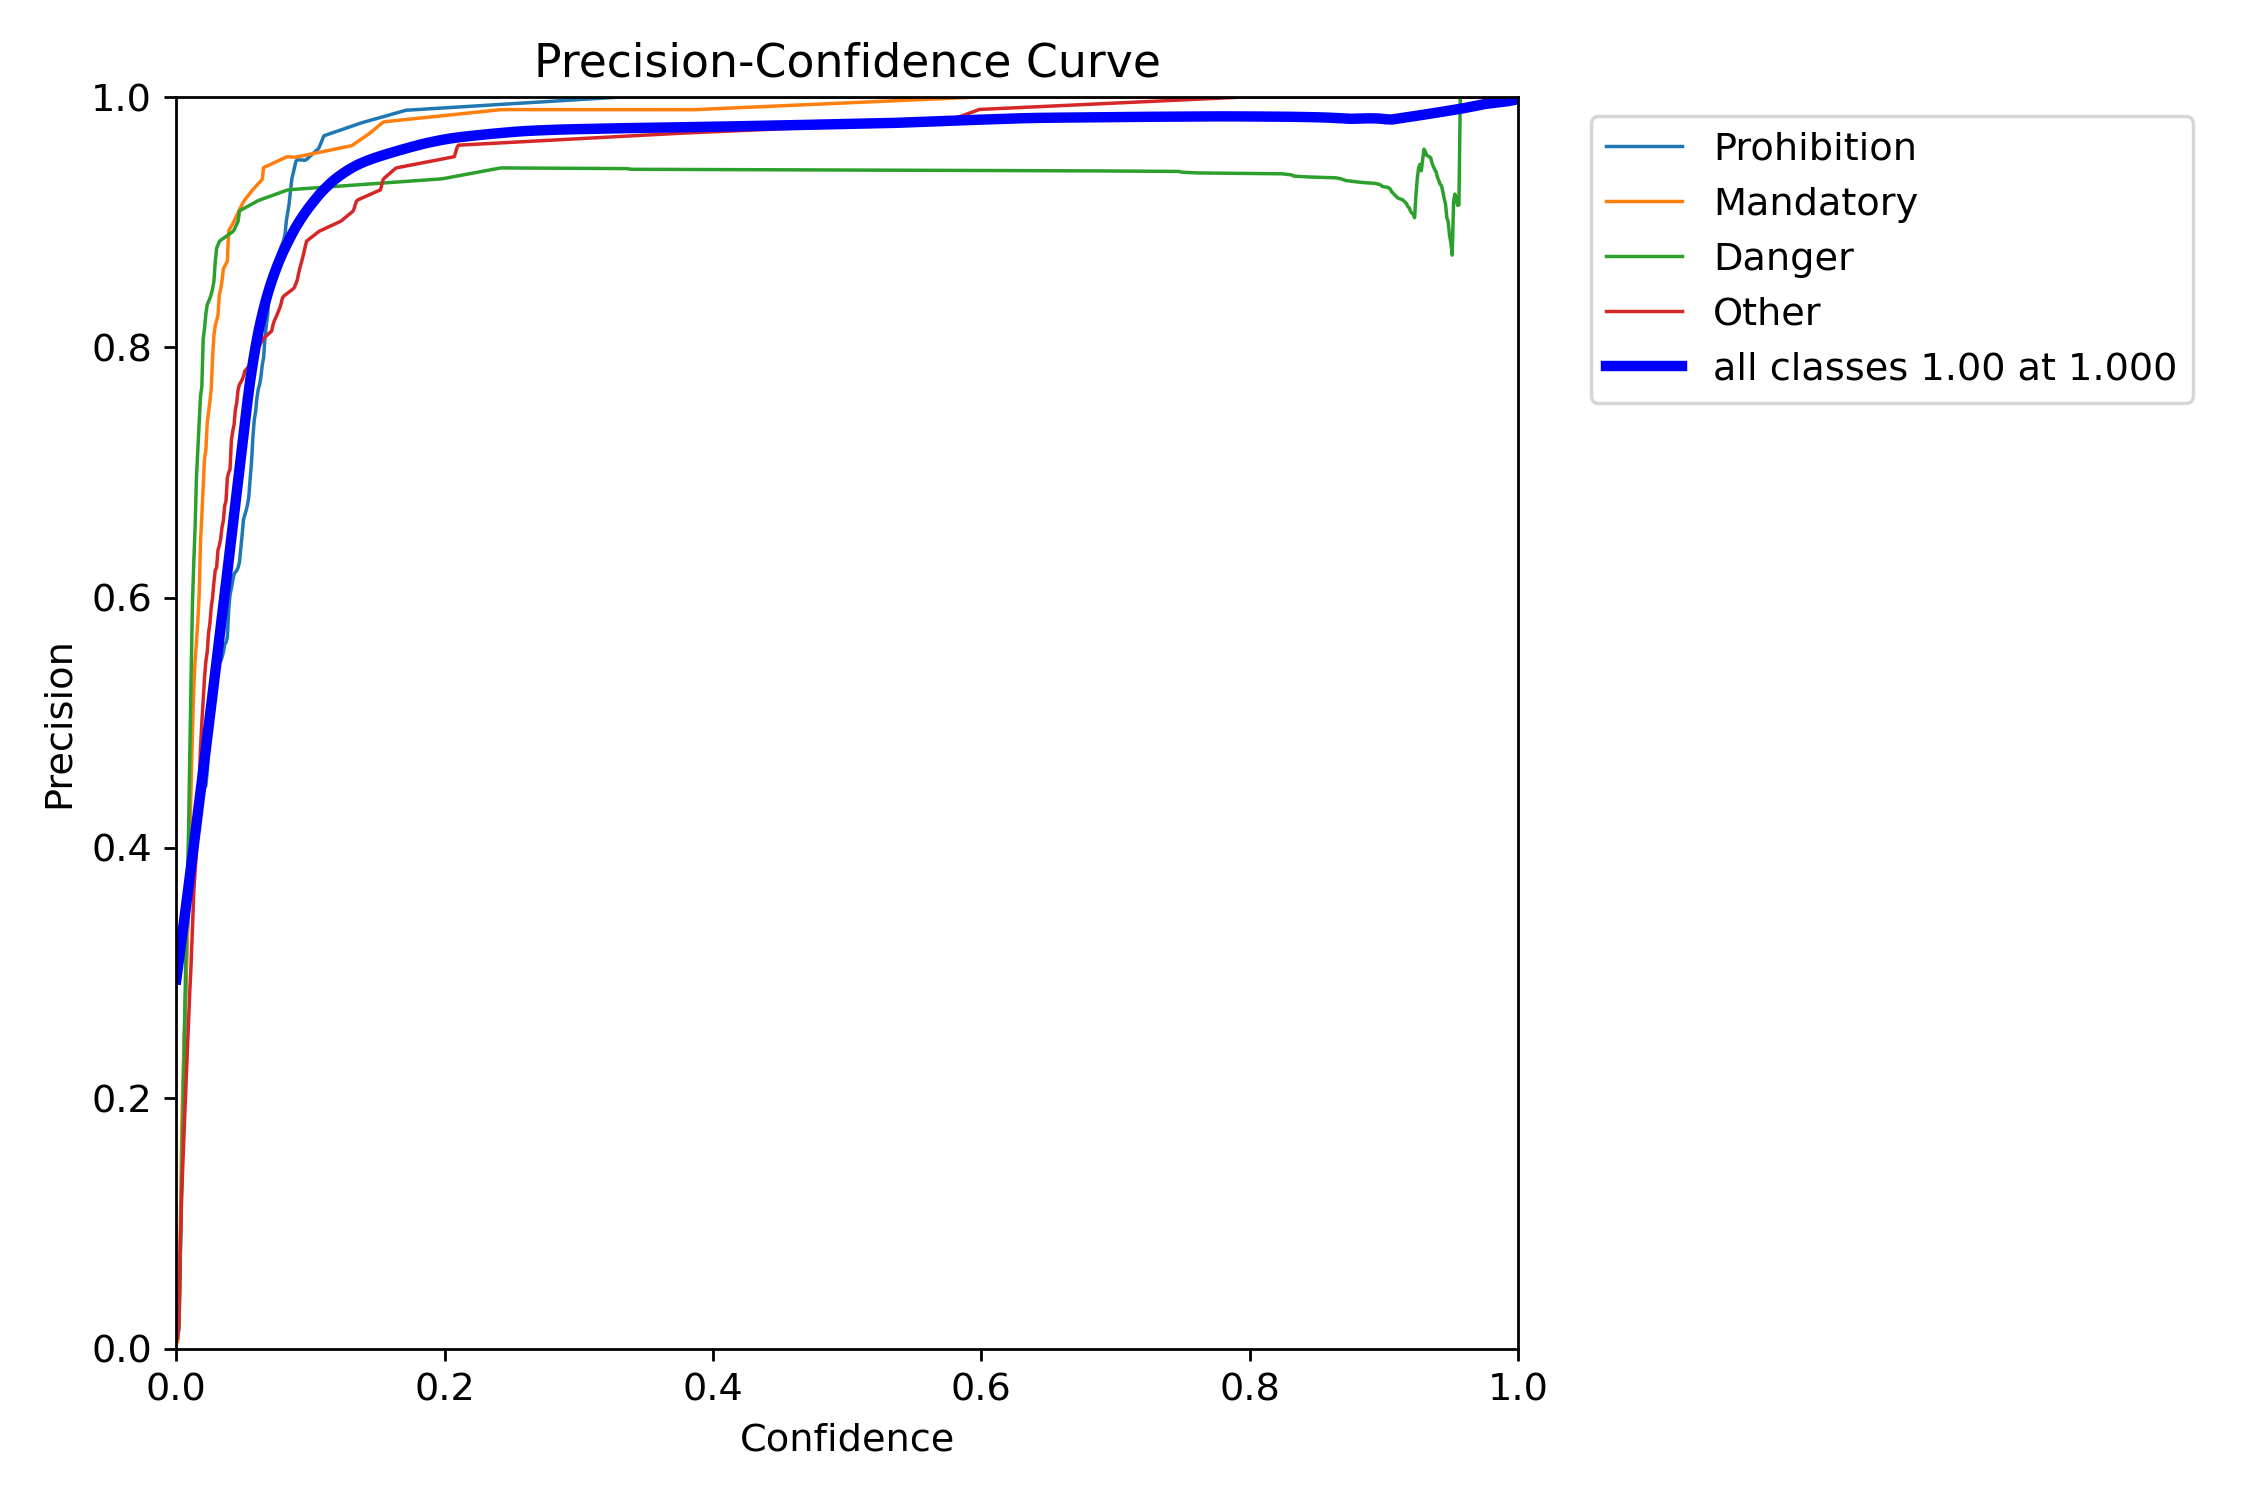 Precision-Confidence Curve
1.0
0.8
0.6
0.4
0.2
0.0
Precision
0.0 0.2 0.4 0.6 0.8 1.0
Confidence
Prohibition
Mandatory
Danger
Other
all classes 1.00 at 1.000